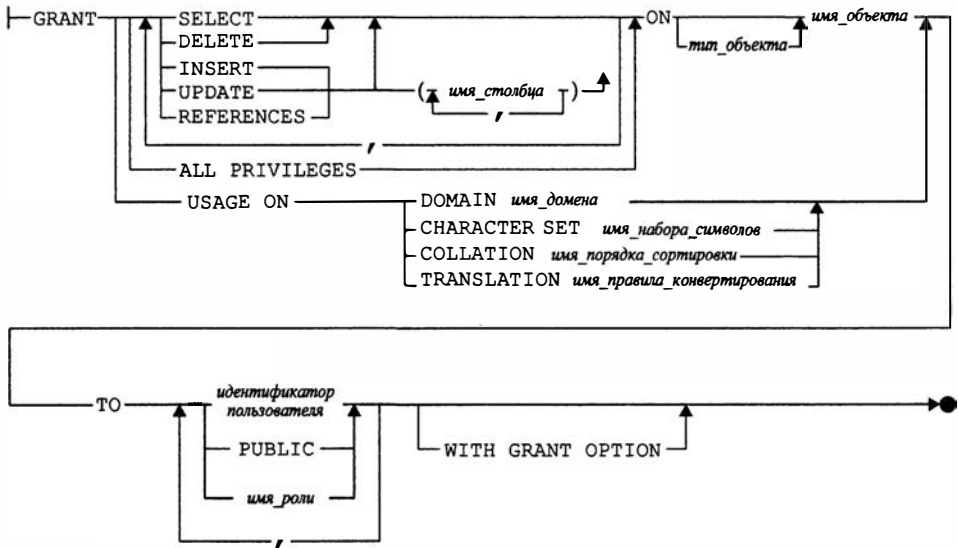 GRANT SELECT ON имя_объекта
DELETE тип_объекта
INSERT
UPDATE ( имя_столбца )
REFERENCES ,
,
ALL PRIVILEGES
USAGE ON DOMAIN имя_домена
CHARACTER SET имя_набора_символов
COLLATION имя_порядка_сортировки
TRANSLATION имя_правила_конвертирования
идентификатор
TO пользователя
PUBLIC WITH GRANT OPTION
имя_роли
,